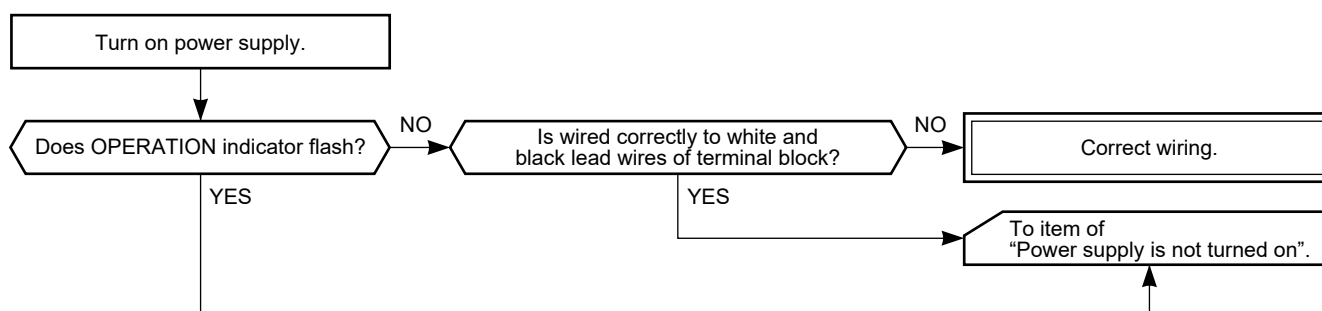 Turn on power supply.
Does OPERATION indicator flash?
NO
Is wired correctly to white and
black lead wires of terminal block?
NO
Correct wiring.
YES
YES
To item of
“Power supply is not turned on”.